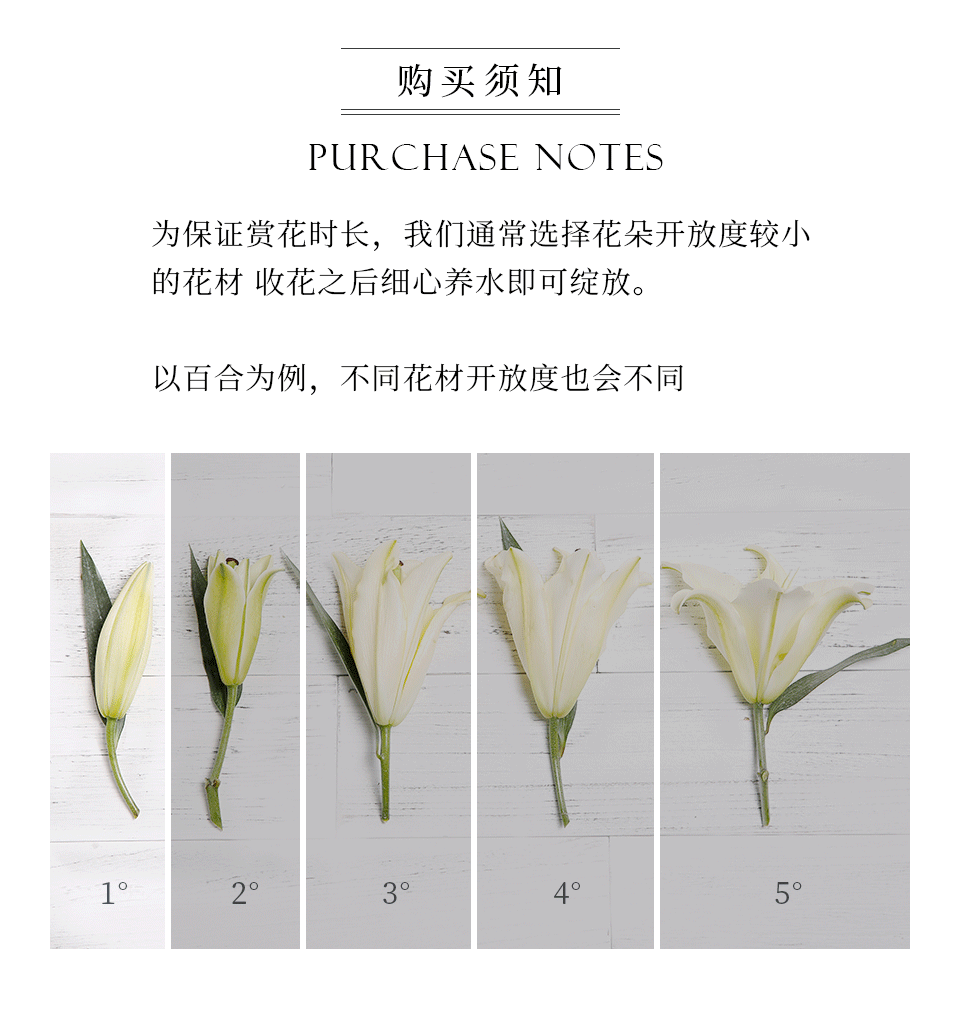 购买须知
PURCHASE NOTES
为保证赏花时长，我们通常选择花朵开放度较小
的花材 收花之后细心养水即可绽放。
以百合为例，不同花材开放度也会不同
1° 2° 3° 4° 5°